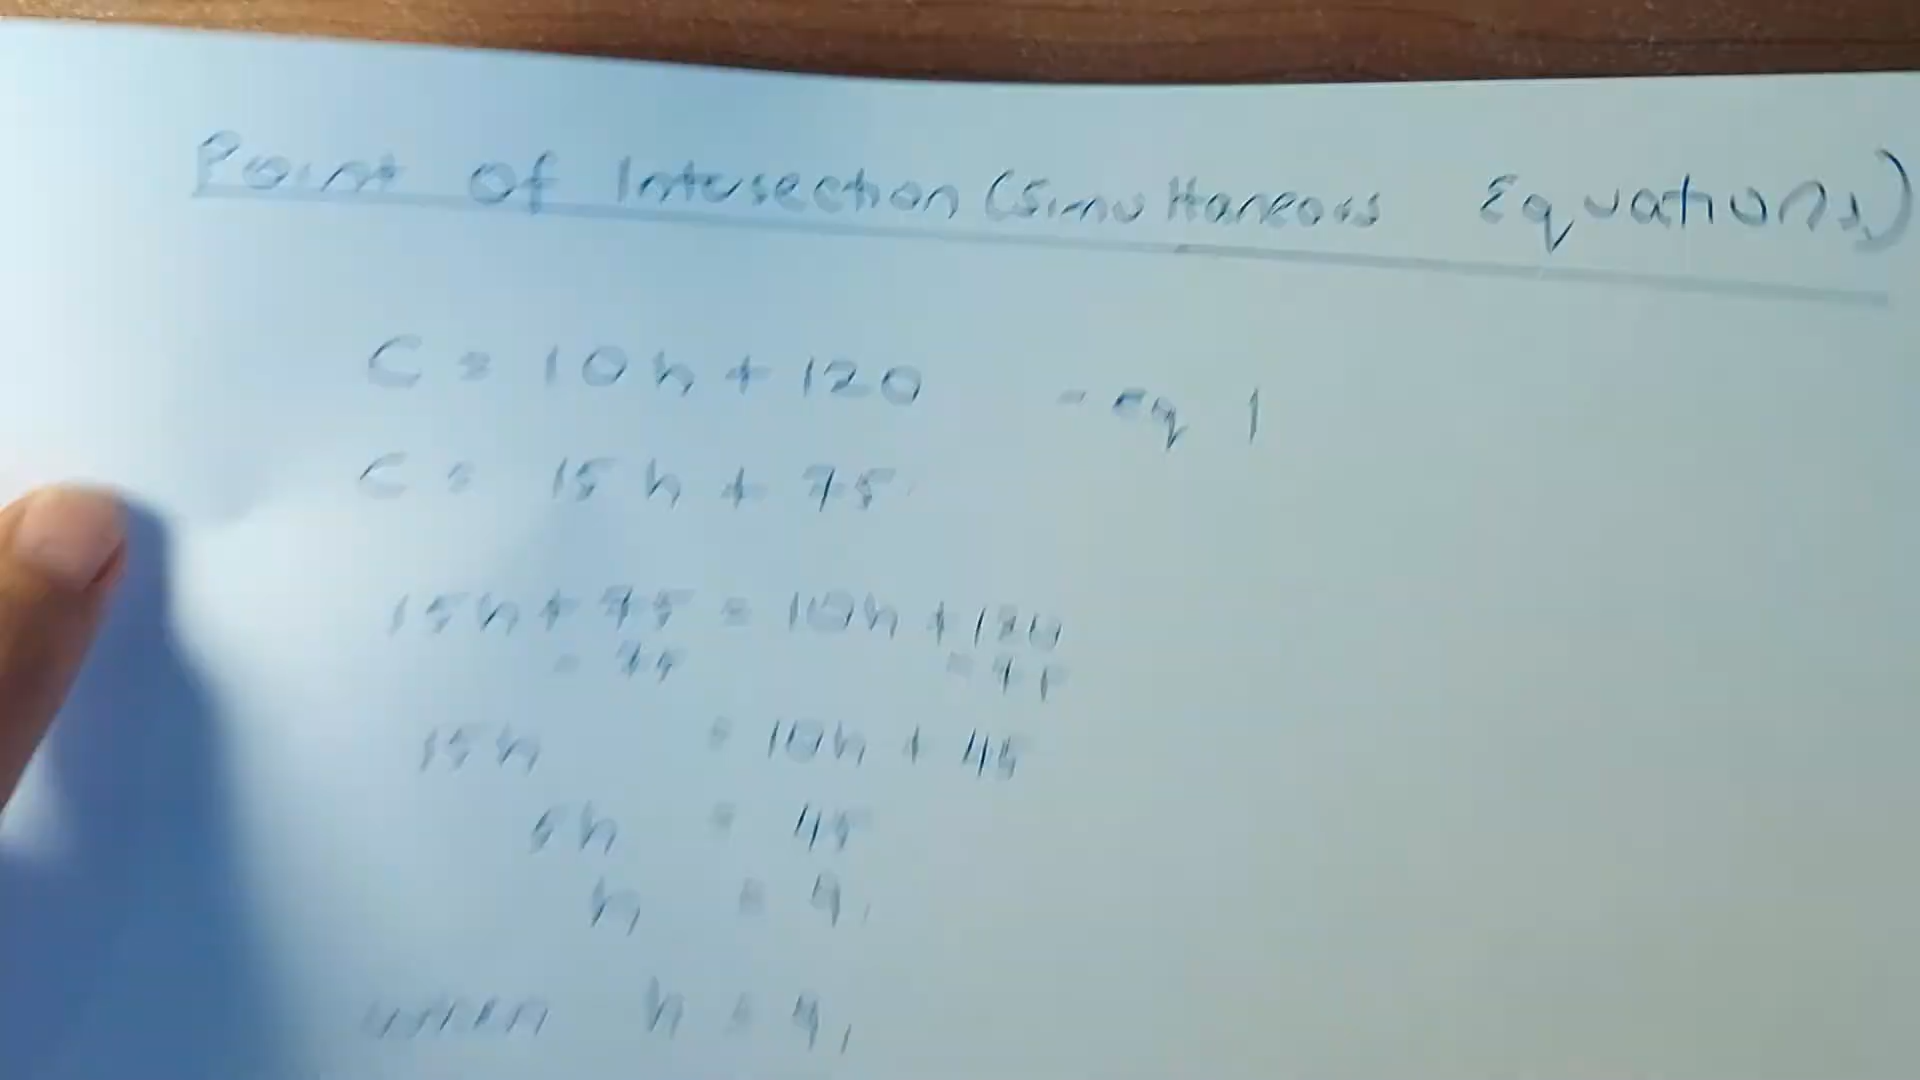 Point Of Intersection (Simultaneous Equations)
C = 10h + 120 - eq 1
C = 15h + 75
15h + 75 = 10h + 120
- 75 - 75
15h = 10h + 45
5h = 45
h = 9,
when h = 9,